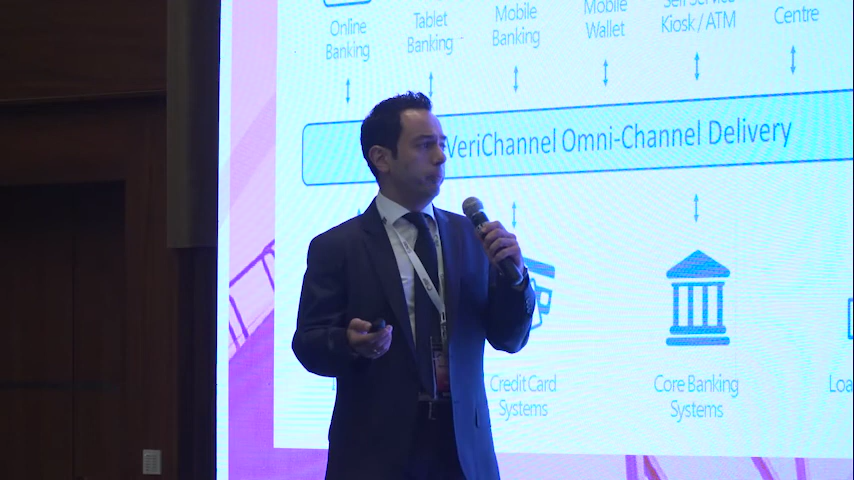 Online
Banking
Tablet
Banking
Mobile
Banking
Mobile
Wallet
Kiosk / ATM
Centre
VeriChannel Omni-Channel Delivery
Credit Card
Systems
Core Banking
Systems